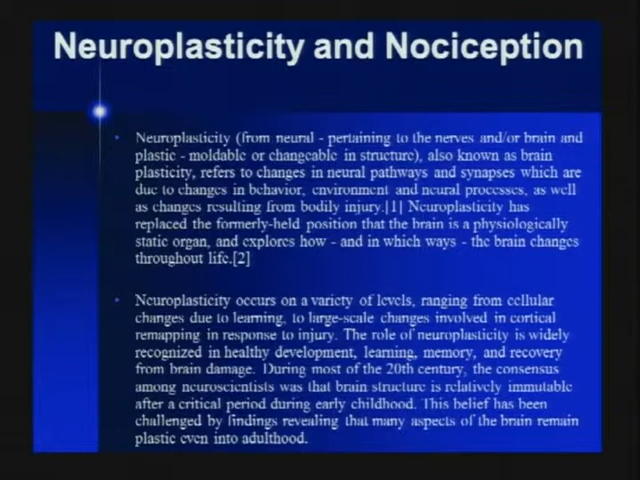 Neuroplasticity and Nociception
Neuroplasticity (from neural - pertaining to the nerves and/or brain and
plastic - moldable or changeable in structure), also known as brain
plasticity, refers to changes in neural pathways and synapses which are
due to changes in behavior, environment and neural processes, as well
as changes resulting from bodily injury.[1] Neuroplasticity has
replaced the formerly-held position that the brain is a physiologically
static organ, and explores how - and in which ways - the brain changes
throughout life.[2]
Neuroplasticity occurs on a variety of levels, ranging from cellular
changes due to learning, to large-scale changes involved in cortical
remapping in response to injury. The role of neuroplasticity is widely
recognized in healthy development, learning, memory, and recovery
from brain damage. During most of the 20th century, the consensus
among neuroscientists was that brain structure is relatively immutable
after a critical period during early childhood. This belief has been
challenged by findings revealing that many aspects of the brain remain
plastic even into adulthood.